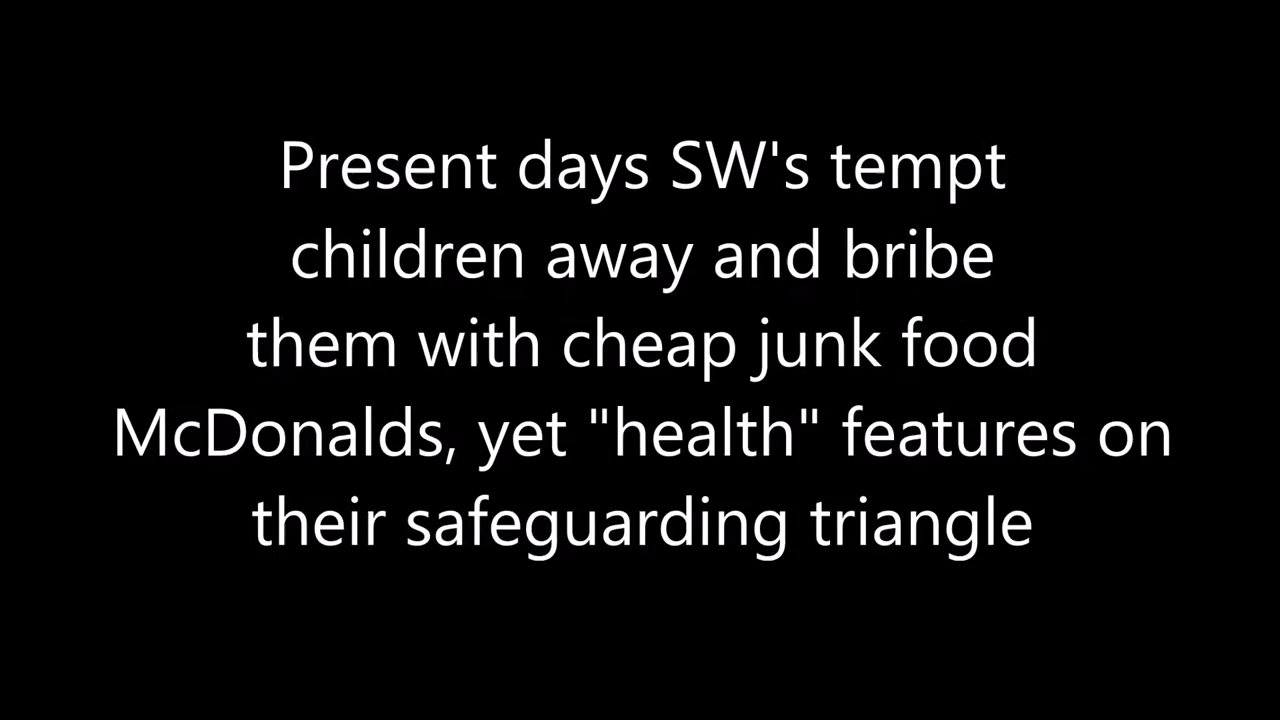 Present days SW's tempt
children away and bribe
them with cheap junk food
McDonalds, yet "health" features on
their safeguarding triangle